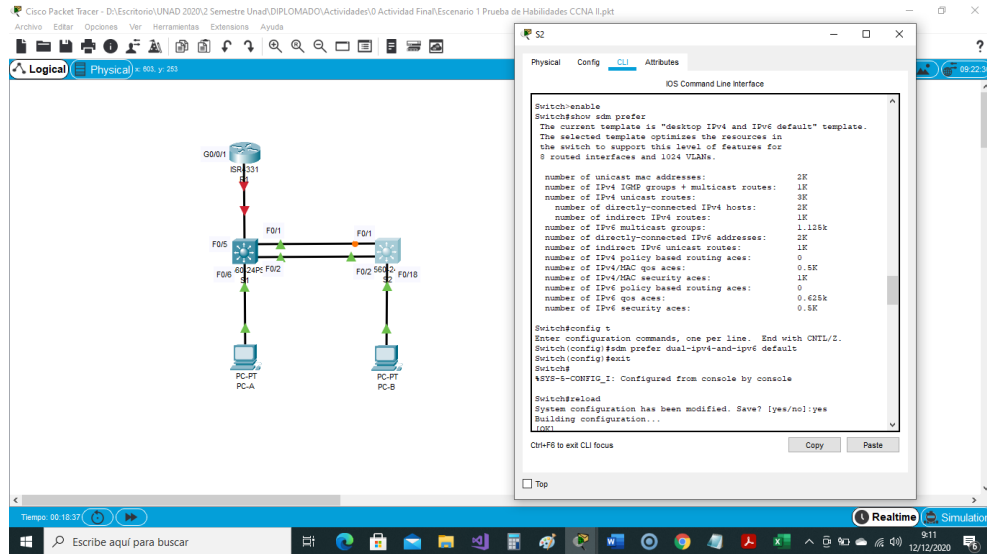 Cisco Packet Tracer - D:\Escritorio\UNAD 2020\2 Semestre Unad\DIPLOMADO\Actividades\0 Actividad Final\Escenario 1 Prueba de Habilidades CCNA II.pkt
Archivo Editar Opciones Ver Herramientas Extensions Ayuda
Logical
Physical x: 603, y: 253
09:22:3
G0/0/1
ISR4331
F0/1
F0/1
F0/5
F0/6
F0/2
F0/2
F0/18
S1
S2
PC-PT
PC-A
PC-PT
PC-B
S2
Physical Config CLI Attributes
IOS Command Line Interface
Switch>enable
Switch#show sdm prefer
The current template is "desktop IPv4 and IPv6 default" template.
The selected template optimizes the resources in
the switch to support this level of features for
8 routed interfaces and 1024 VLANs.
number of unicast mac addresses: 2K
number of IPv4 IGMP groups + multicast routes: 1K
number of IPv4 unicast routes: 3K
number of directly-connected IPv4 hosts: 2K
number of indirect IPv4 routes: 1K
number of IPv6 multicast groups: 1.125k
number of directly-connected IPv6 addresses: 2K
number of indirect IPv6 unicast routes: 1K
number of IPv4 policy based routing aces: 0
number of IPv4/MAC qos aces: 0.5K
number of IPv4/MAC security aces: 1K
number of IPv6 policy based routing aces: 0
number of IPv6 qos aces: 0.625k
number of IPv6 security aces: 0.5K
Switch#config t
Enter configuration commands, one per line. End with CNTL/Z.
Switch(config)#sdm prefer dual-ipv4-and-ipv6 default
Switch(config)#exit
Switch#
%SYS-5-CONFIG_I: Configured from console by console
Switch#reload
System configuration has been modified. Save? [yes/no]:yes
Building configuration...
[OK]
Ctrl+F6 to exit CLI focus
Copy
Paste
Top
Tiempo: 00:18:37
Realtime
Simulation
Escribe aquí para buscar
9:11
12/12/2020